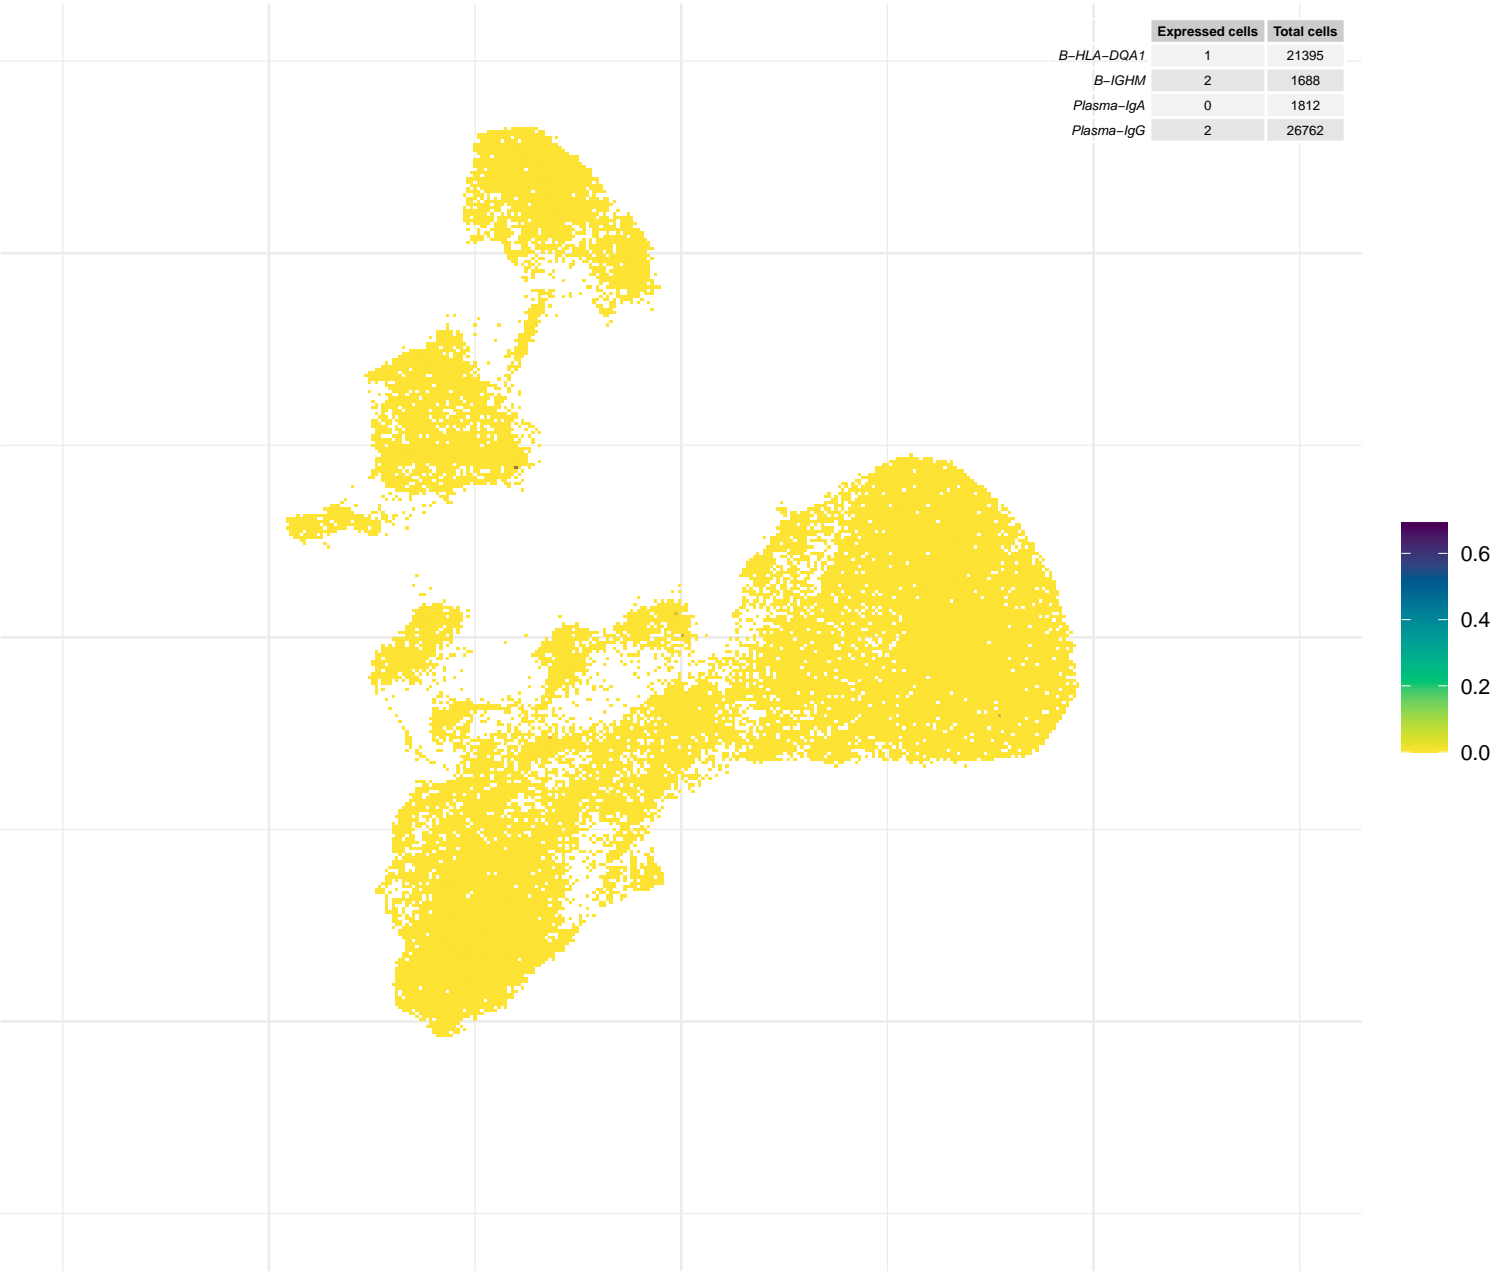 Expressed cells Total cells
B−HLA−DQA1 1 21395
B−IGHM 2 1688
Plasma−IgA 0 1812
Plasma−IgG 2 26762
0.6
0.4
0.2
0.0